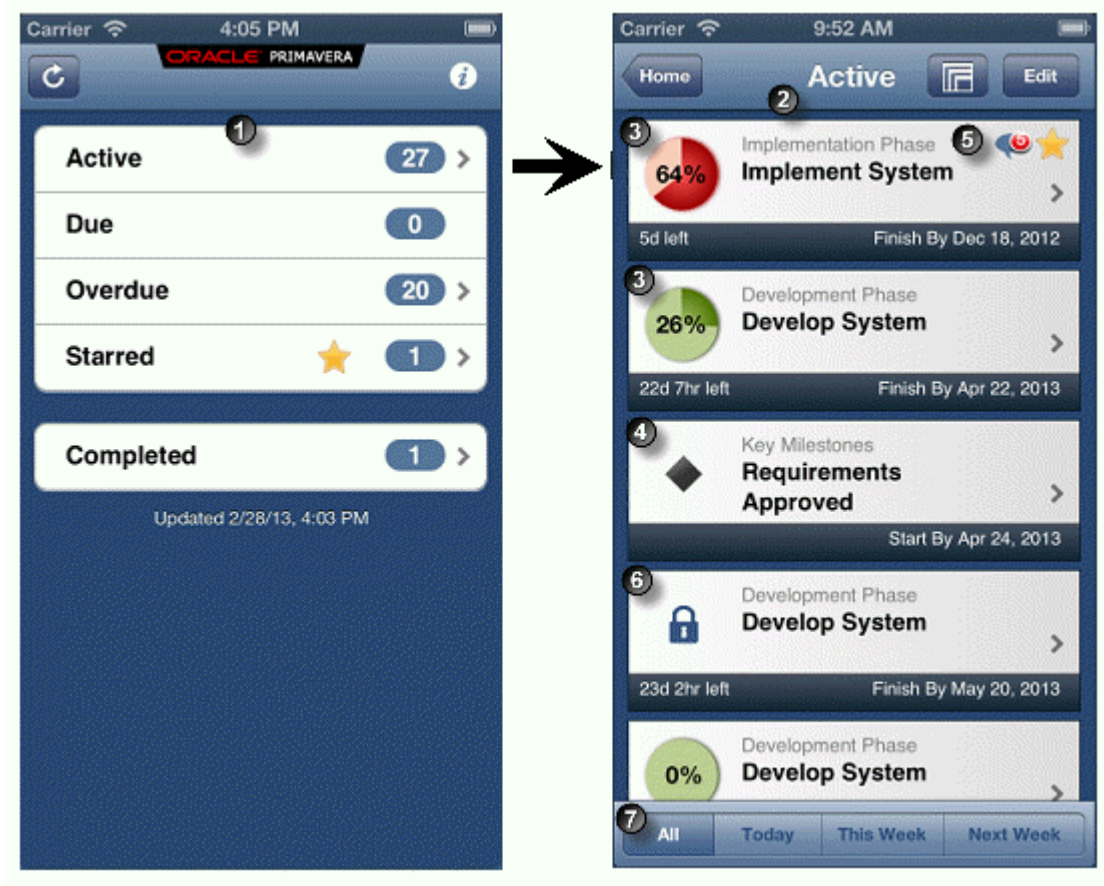 Carrier 4:05 PM
ORACLE PRIMAVERA
i
1
Active 27
Due 0
Overdue 20
Starred 1
Completed 1
Updated 2/28/13, 4:03 PM
Carrier 9:52 AM
Home Active Edit
2
3 Implementation Phase 5 5
64% Implement System
5d left Finish By Dec 18, 2012
3 Development Phase
26% Develop System
22d 7hr left Finish By Apr 22, 2013
4 Key Milestones
Requirements
Approved
Start By Apr 24, 2013
6 Development Phase
Develop System
23d 2hr left Finish By May 20, 2013
Development Phase
0% Develop System
7 All Today This Week Next Week